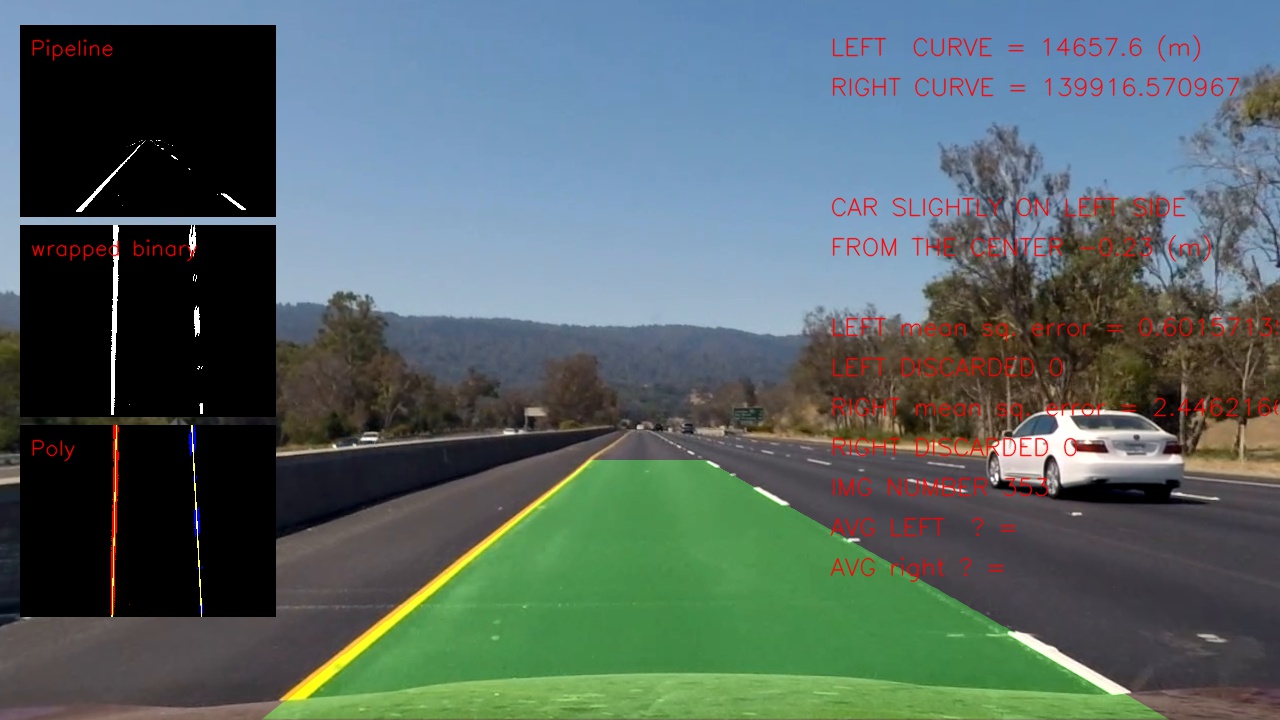 Pipeline
wrapped binary
Poly
LEFT CURVE = 14657.6 (m)
RIGHT CURVE = 139916.570967
CAR SLIGHTLY ON LEFT SIDE
FROM THE CENTER -0.23 (m)
LEFT mean sq. error = 0.6015713
LEFT DISCARDED 0
RIGHT mean sq. error = 2.446216
RIGHT DISCARDED 0
IMG NUMBER 353
AVG LEFT ? =
AVG right ? =